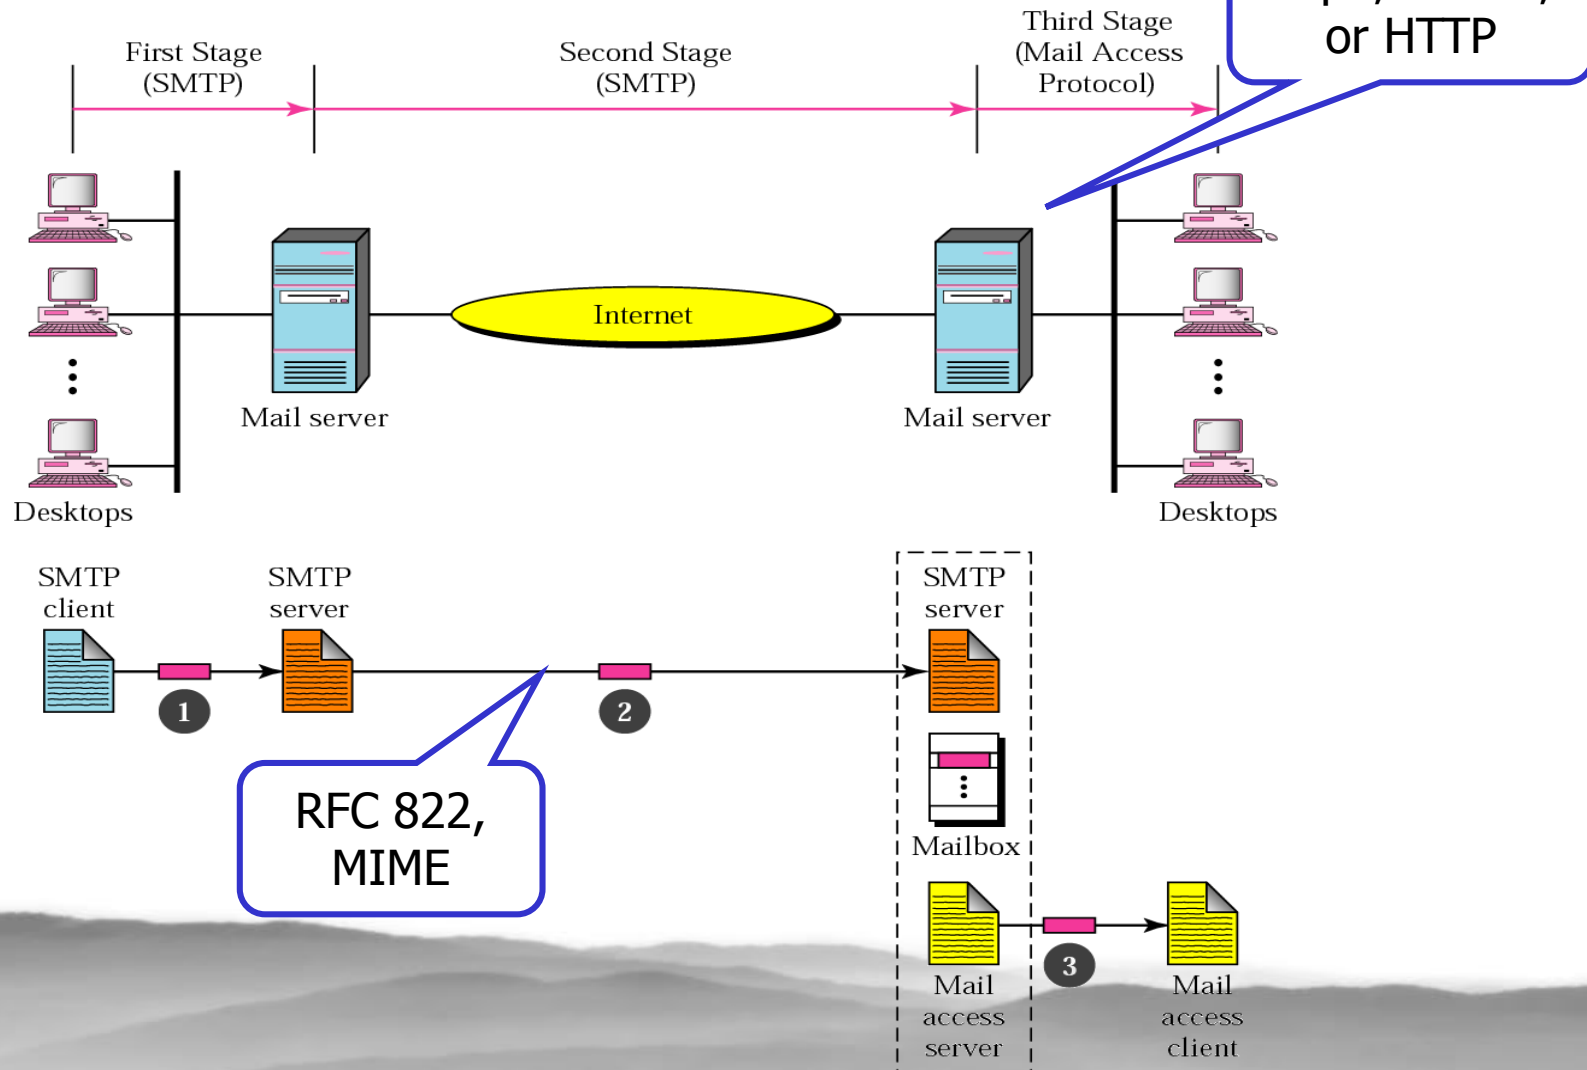 or HTTP
First Stage
(SMTP)
Second Stage
(SMTP)
Third Stage
(Mail Access
Protocol)
Internet
Mail server
Mail server
Desktops
Desktops
SMTP
client
SMTP
server
SMTP
server
1
2
RFC 822,
MIME
Mailbox
3
Mail
access
server
Mail
access
client